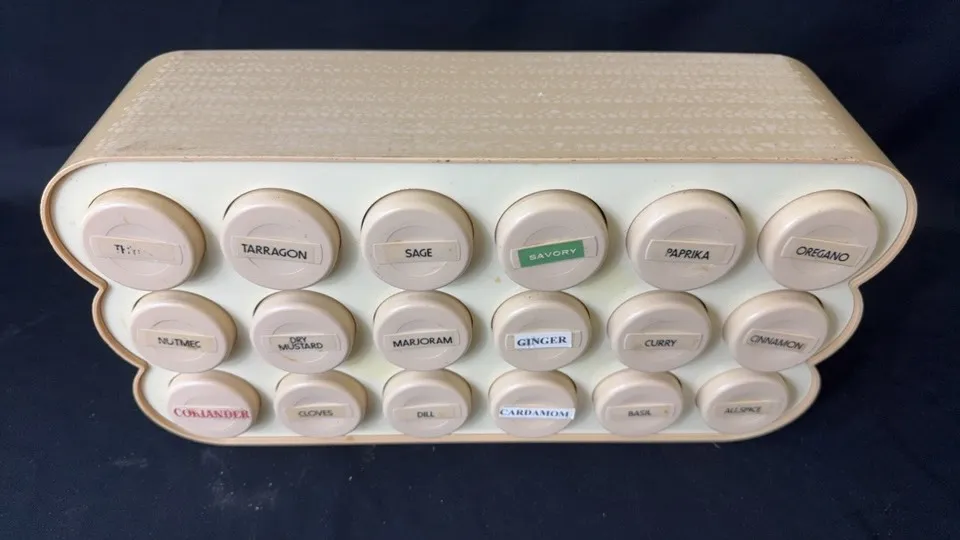 TARRAGON
SAGE
SAVORY
PAPRIKA
OREGANO
NUTMEG
DRY
MUSTARD
MARJORAM
GINGER
CURRY
CINNAMON
CORIANDER
CLOVES
DILL
CARDAMOM
BASIL
ALLSPICE